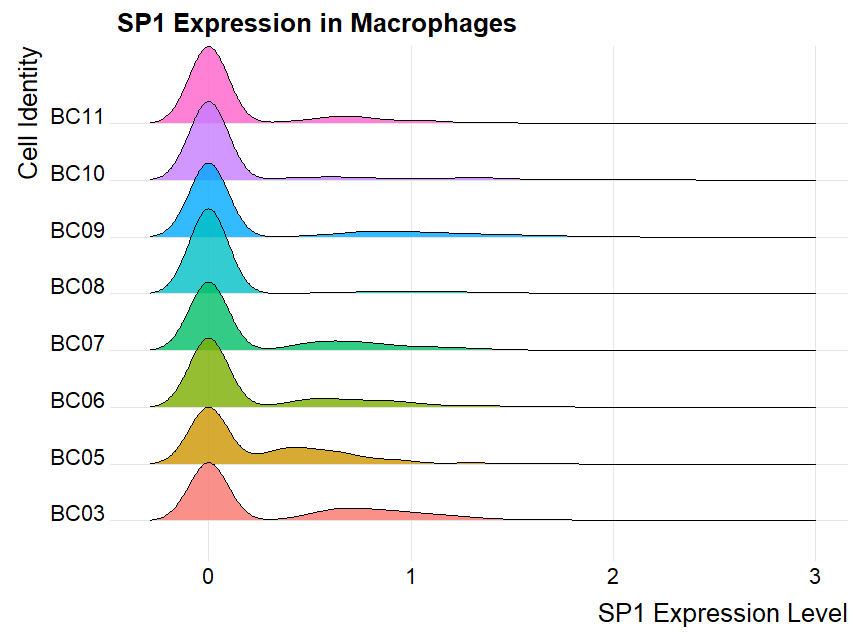 SP1 Expression in Macrophages
Cell Identity
BC11
BC10
BC09
BC08
BC07
BC06
BC05
BC03
0 1 2 3
SP1 Expression Level